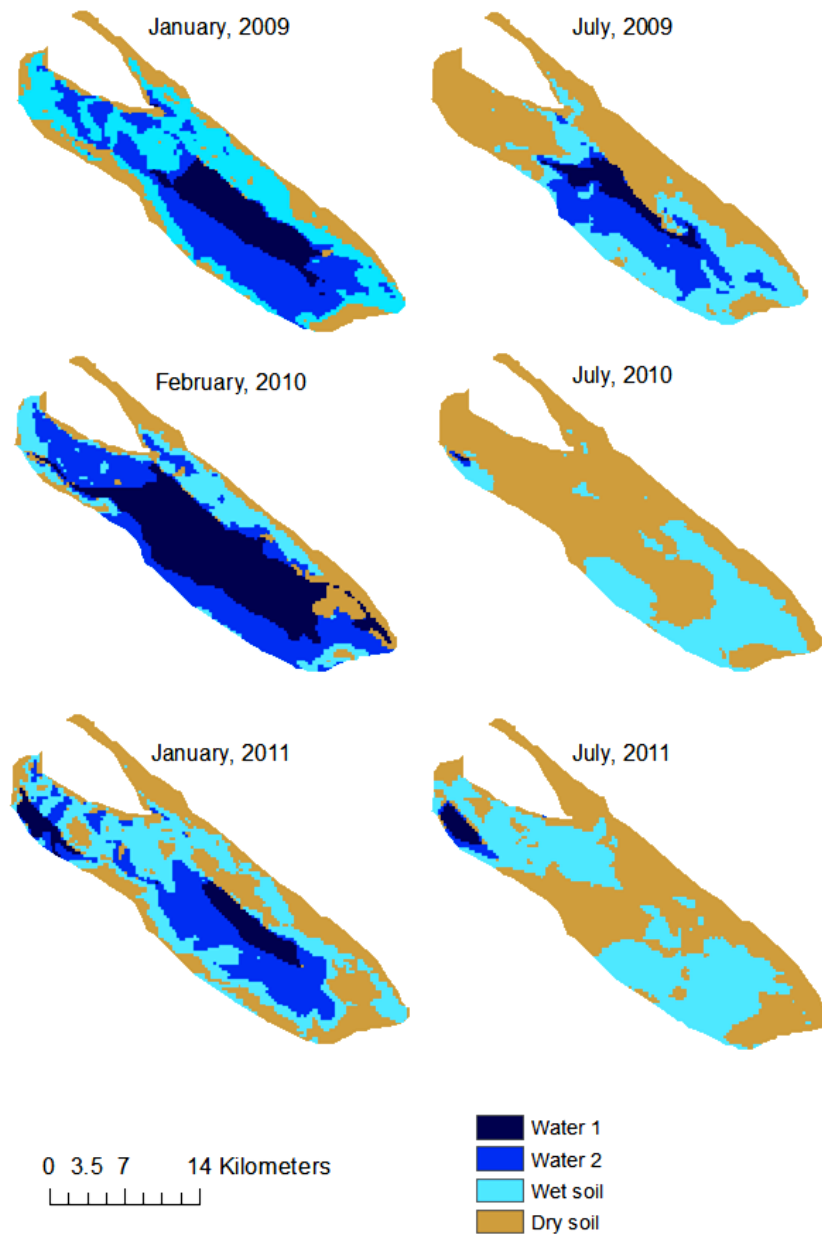 January, 2009
July, 2009
February, 2010
July, 2010
January, 2011
July, 2011
0 3.5 7 14 Kilometers
Water 1
Water 2
Wet soil
Dry soil